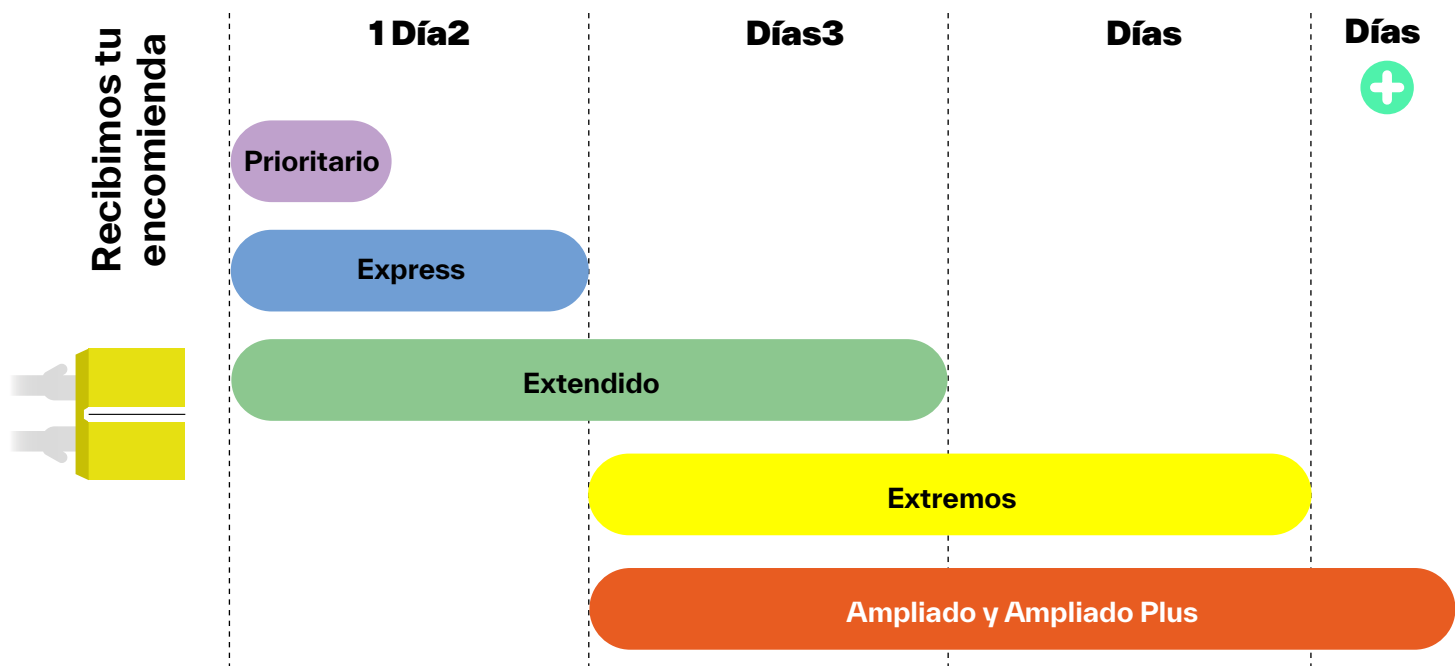 Recibimos tu
encomienda
1 Día2
Días3
Días
Días
Prioritario
Express
Extendido
Extremos
Ampliado y Ampliado Plus